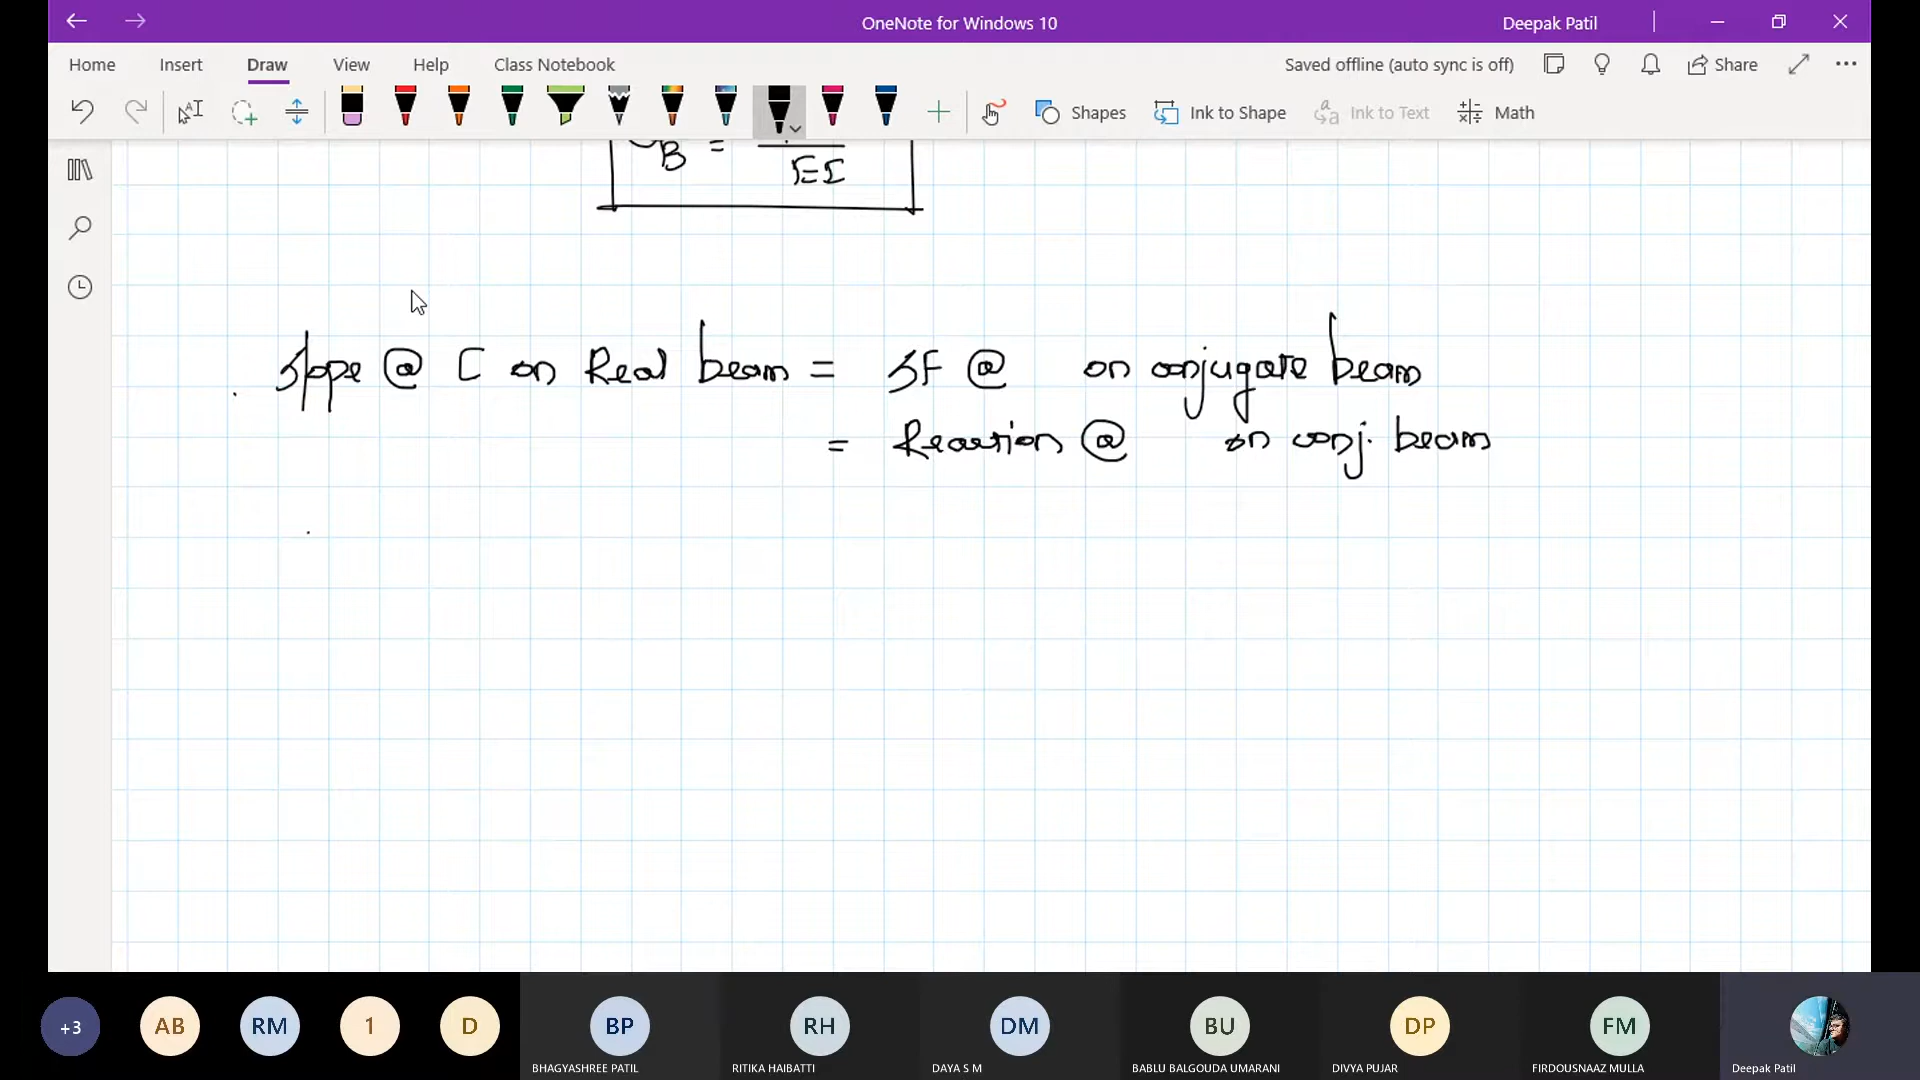 OneNote for Windows 10
Deepak Patil
Home Insert Draw View Help Class Notebook
Saved offline (auto sync is off)
Share
Shapes
Ink to Shape
Ink to Text
Math
B =
EI
Slope @ C on Real beam = SF @ on conjugate beam
= Reaction @ on conj. beam
+3
AB
RM
1
D
BP
RH
DM
BU
DP
FM
BHAGYASHREE PATIL
RITIKA HAIBATTI
DAYA S M
BABLU BALGOUDA UMARANI
DIVYA PUJAR
FIRDOUSNAAZ MULLA
Deepak Patil